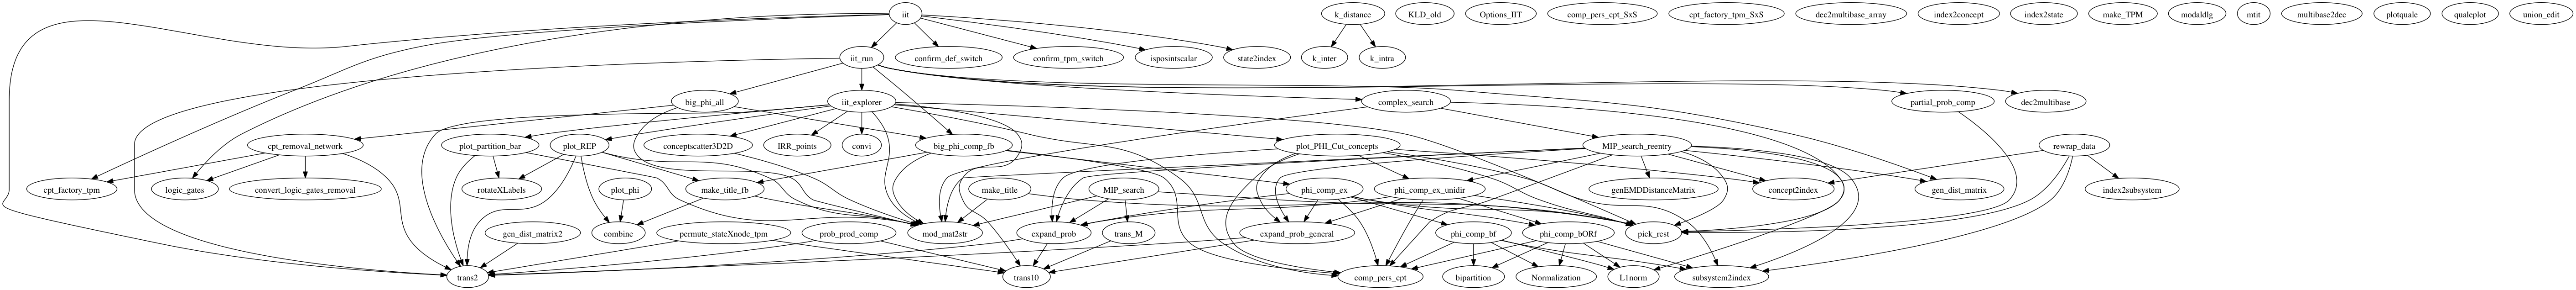 iit
k_distance
KLD_old
Options_IIT
comp_pers_cpt_SxS
cpt_factory_tpm_SxS
dec2multibase_array
index2concept
index2state
make_TPM
modaldlg
mtit
multibase2dec
plotquale
qualeplot
union_edit
iit_run
confirm_def_switch
confirm_tpm_switch
isposintscalar
state2index
k_inter
k_intra
big_phi_all
iit_explorer
complex_search
partial_prob_comp
dec2multibase
cpt_removal_network
plot_partition_bar
plot_REP
conceptscatter3D2D
IRR_points
convi
big_phi_comp_fb
plot_PHI_Cut_concepts
MIP_search_reentry
rewrap_data
cpt_factory_tpm
logic_gates
convert_logic_gates_removal
rotateXLabels
plot_phi
make_title_fb
make_title
MIP_search
phi_comp_ex
phi_comp_ex_unidir
genEMDDistanceMatrix
concept2index
gen_dist_matrix
index2subsystem
gen_dist_matrix2
combine
permute_stateXnode_tpm
prob_prod_comp
mod_mat2str
expand_prob
trans_M
expand_prob_general
phi_comp_bf
phi_comp_bORf
pick_rest
trans2
trans10
comp_pers_cpt
bipartition
Normalization
L1norm
subsystem2index